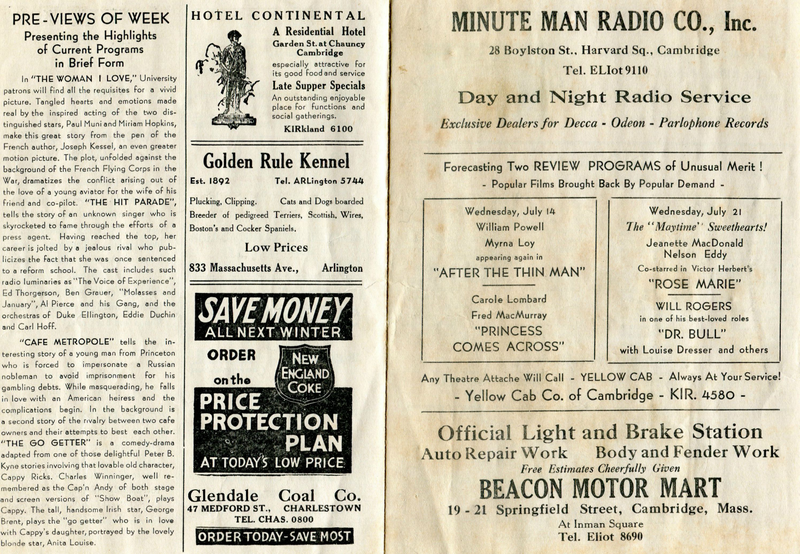 PRE-VIEWS OF WEEK
Presenting the Highlights
of Current Programs
in Brief Form
In "THE WOMAN I LOVE," University
patrons will find all the requisites for a vivid
picture. Tangled hearts and emotions made
real by the inspired acting of the two dis-
tinguished stars, Paul Muni and Miriam Hopkins,
make this great story from the pen of the
French author, Joseph Kessel, an even greater
motion picture. The plot, unfolded against the
background of the French Flying Corps in the
War, dramatizes the conflict arising out of
the love of a young aviator for the wife of his
friend and co-pilot. "THE HIT PARADE",
tells the story of an unknown singer who is
skyrocketed to fame through the efforts of a
press agent. Having reached the top, her
career is jolted by a jealous rival who pub-
licizes the fact that she was once sentenced
to a reform school. The cast includes such
radio luminaries as "The Voice of Experience",
Ed Thorgerson, Ben Grauer, "Molasses and
January", Al Pierce and his Gang, and the
orchestras of Duke Ellington, Eddie Duchin
and Carl Hoff.
"CAFE METROPOLE" tells the in-
teresting story of a young man from Princeton
who is forced to impersonate a Russian
nobleman to avoid imprisonment for his
gambling debts. While masquerading, he falls
in love with an American heiress and the
complications begin. In the background is
a second story of the rivalry between two cafe
owners and their attempts to best each other.
"THE GO GETTER" is a comedy-drama
adapted from one of those delightful Peter B.
Kyne stories involving that lovable old character,
Cappy Ricks. Charles Winninger, well re-
membered as the Cap'n Andy of both stage
and screen versions of "Show Boat", plays
Cappy. The tall, handsome Irish star, George
Brent, plays the "go getter" who is in love
with Cappy's daughter, portrayed by the lovely
blonde star, Anita Louise.
HOTEL CONTINENTAL
A Residential Hotel
Garden St. at Chauncy
Cambridge
especially attractive for
its good food and service
Late Supper Specials
An outstanding enjoyable
place for functions and
social gatherings.
KIRkland 6100
Golden Rule Kennel
Est. 1892 Tel. ARLington 5744
Plucking, Clipping. Cats and Dogs boarded
Breeder of pedigreed Terriers, Scottish, Wires,
Boston's and Cocker Spaniels.
Low Prices
833 Massachusetts Ave., Arlington
SAVE MONEY
ALL NEXT WINTER
ORDER
on the
NEW
ENGLAND
COKE
PRICE
PROTECTION
PLAN
AT TODAY'S LOW PRICE
Glendale Coal Co.
47 MEDFORD ST., CHARLESTOWN
TEL. CHAS. 0800
ORDER TODAY-SAVE MOST
MINUTE MAN RADIO CO., Inc.
28 Boylston St., Harvard Sq., Cambridge
Tel. ELIot 9110
Day and Night Radio Service
Exclusive Dealers for Decca - Odeon - Parlophone Records
Forecasting Two REVIEW PROGRAMS of Unusual Merit !
- Popular Films Brought Back By Popular Demand -
Wednesday, July 14
William Powell
Myrna Loy
appearing again in
"AFTER THE THIN MAN"
Carole Lombard
Fred MacMurray
"PRINCESS
COMES ACROSS"
Wednesday, July 21
The "Maytime" Sweethearts!
Jeanette MacDonald
Nelson Eddy
Co-starred in Victor Herbert's
"ROSE MARIE"
WILL ROGERS
in one of his best-loved roles
"DR. BULL"
with Louise Dresser and others
Any Theatre Attache Will Call - YELLOW CAB - Always At Your Service!
- Yellow Cab Co. of Cambridge - KIR. 4580 -
Official Light and Brake Station
Auto Repair Work Body and Fender Work
Free Estimates Cheerfully Given
BEACON MOTOR MART
19 - 21 Springfield Street, Cambridge, Mass.
At Inman Square
Tel. Eliot 8690